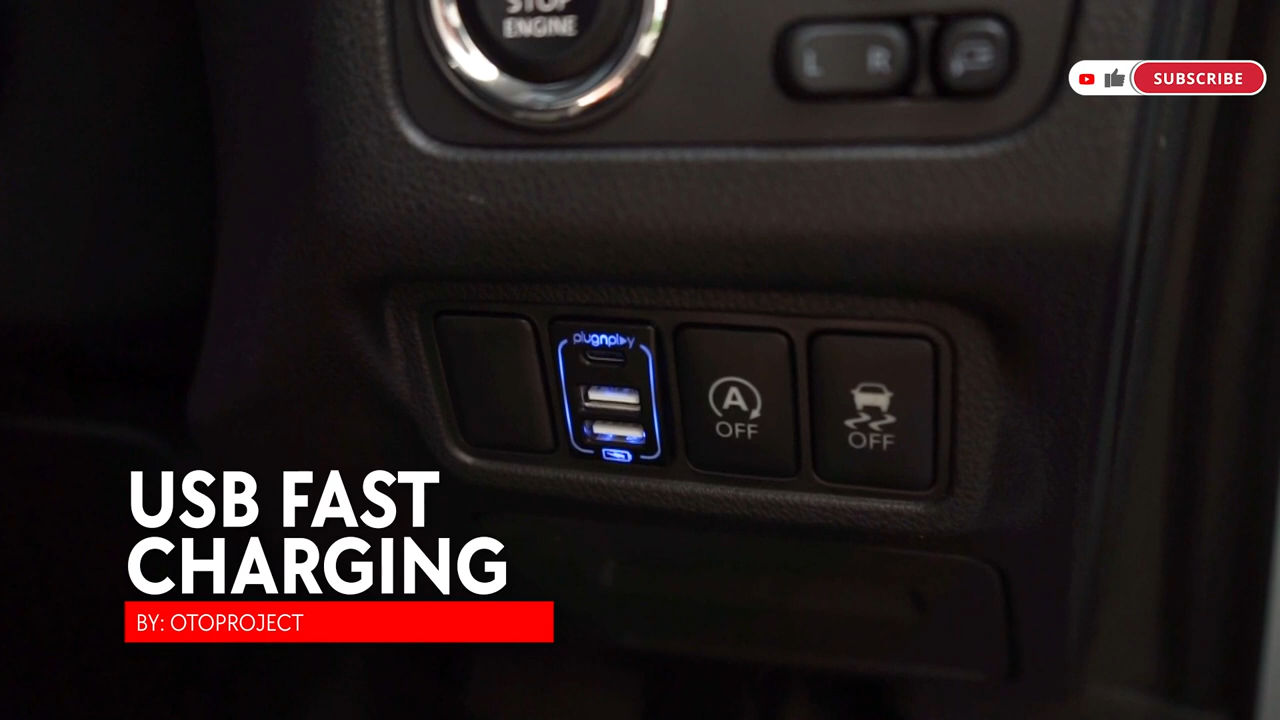 STOP
ENGINE
L R
SUBSCRIBE
plugnplay
A
OFF
OFF
USB FAST
CHARGING
BY: OTOPROJECT